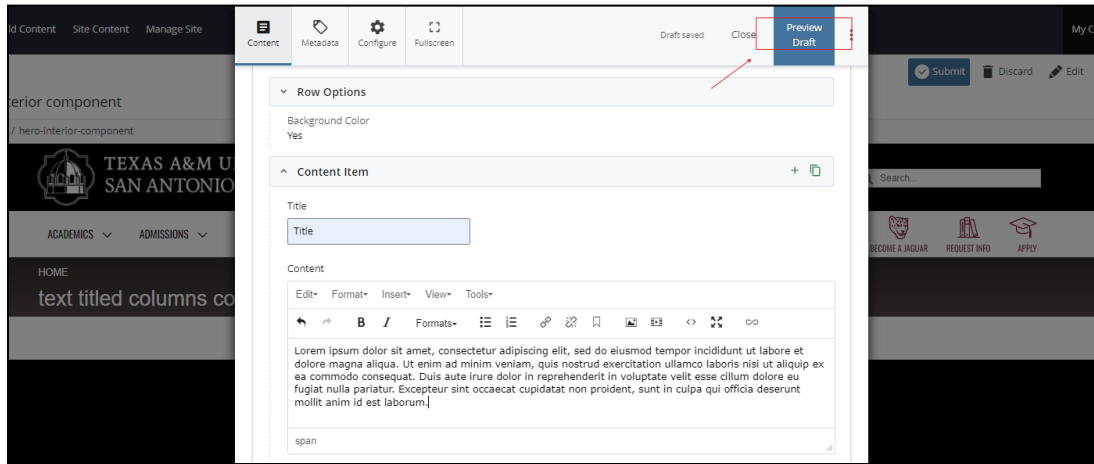 ld Content Site Content Manage Site
Content Metadata Configure Fullscreen Draft saved Close Preview Draft
My C
Submit Discard Edit
erior component
/ hero-interior-component
Row Options
Background Color
Yes
TEXAS A&M U
SAN ANTONIO
Search...
Content Item
Title
Title
ACADEMICS ADMISSIONS
BECOME A JAGUAR REQUEST INFO APPLY
HOME
text titled columns co
Content
Edit Format Insert View Tools
B I Formats
Lorem ipsum dolor sit amet, consectetur adipiscing elit, sed do eiusmod tempor incididunt ut labore et
dolore magna aliqua. Ut enim ad minim veniam, quis nostrud exercitation ullamco laboris nisi ut aliquip ex
ea commodo consequat. Duis aute irure dolor in reprehenderit in voluptate velit esse cillum dolore eu
fugiat nulla pariatur. Excepteur sint occaecat cupidatat non proident, sunt in culpa qui officia deserunt
mollit anim id est laborum.
span